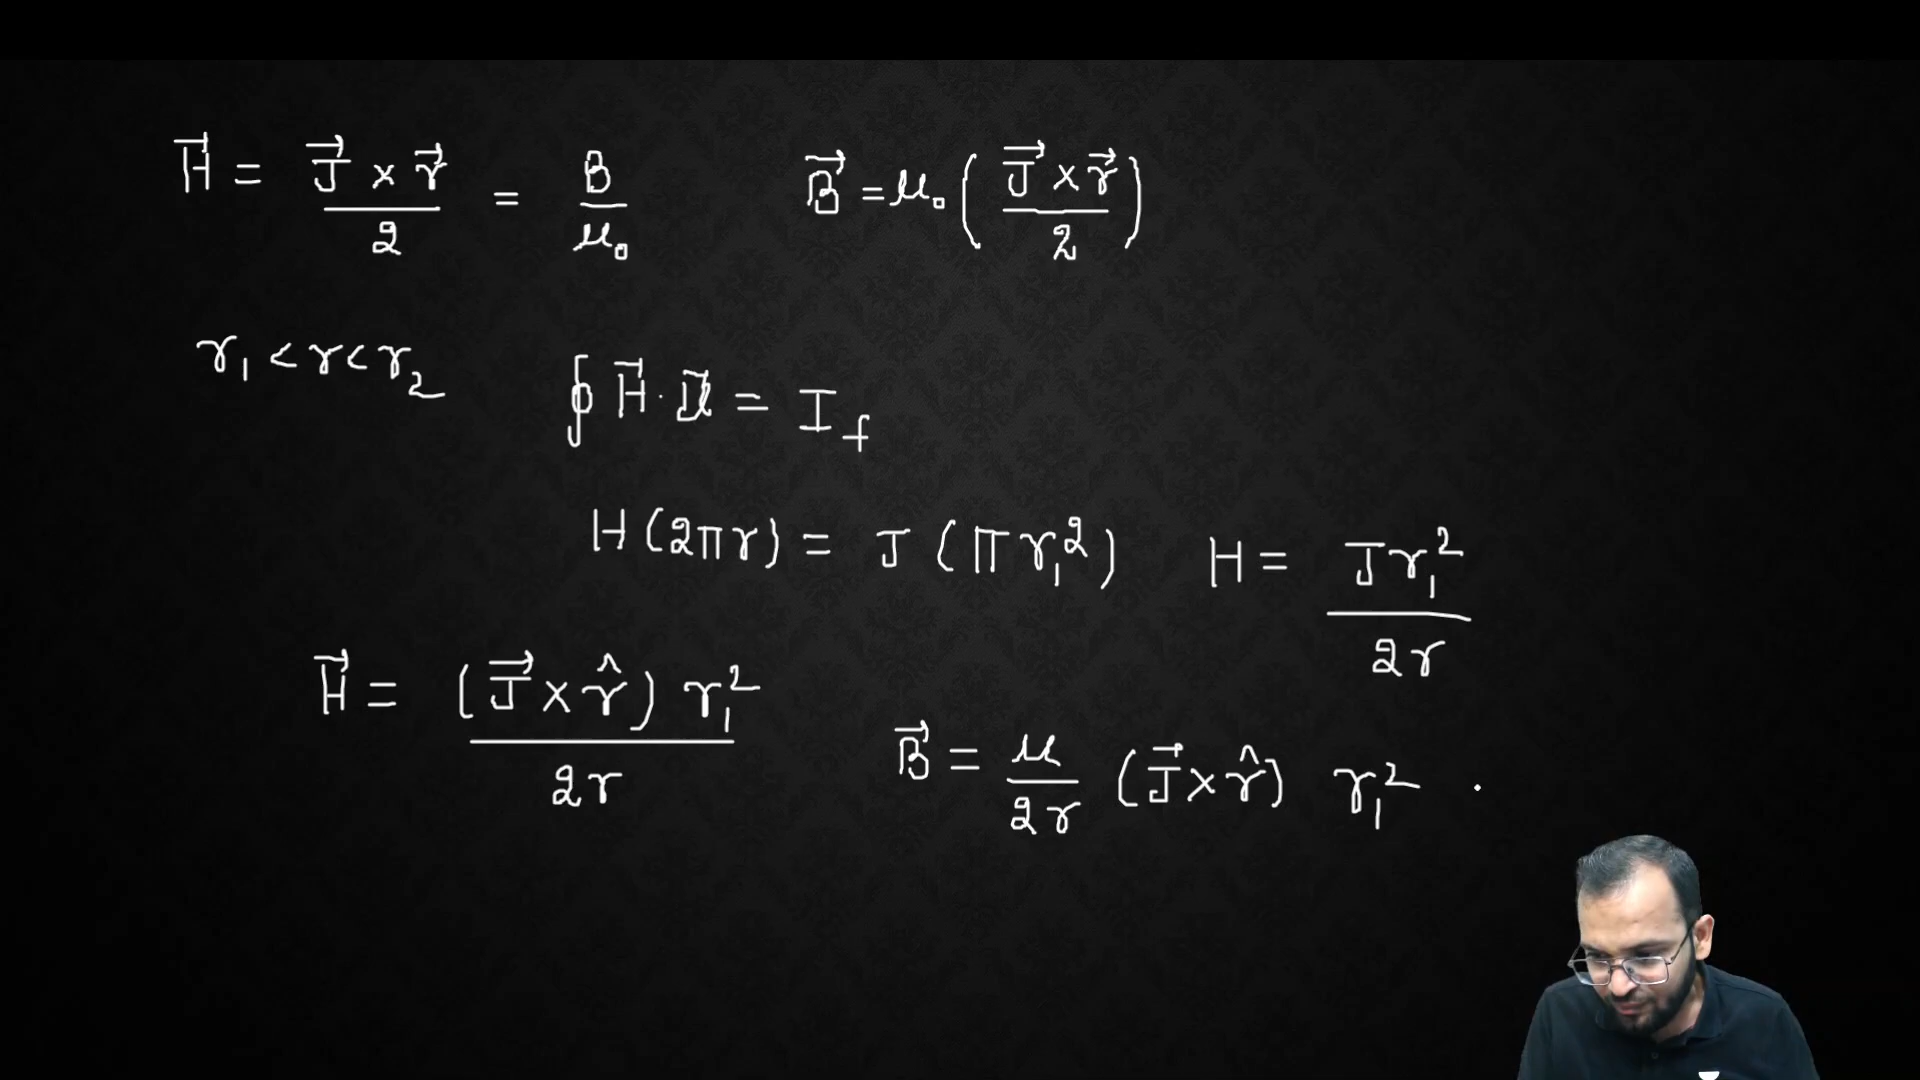 H⃗ = (J⃗ × r⃗)/2 = B/μ₀    B⃗ = μ₀((J⃗ × r⃗)/2)
r₁ < r < r₂    ∮ H⃗ · dl⃗ = I_f
H(2πr) = J(πr₁²)    H = Jr₁²/2r
H⃗ = (J⃗ × r̂) r₁²/2r
B⃗ = μ/2r (J⃗ × r̂) r₁²